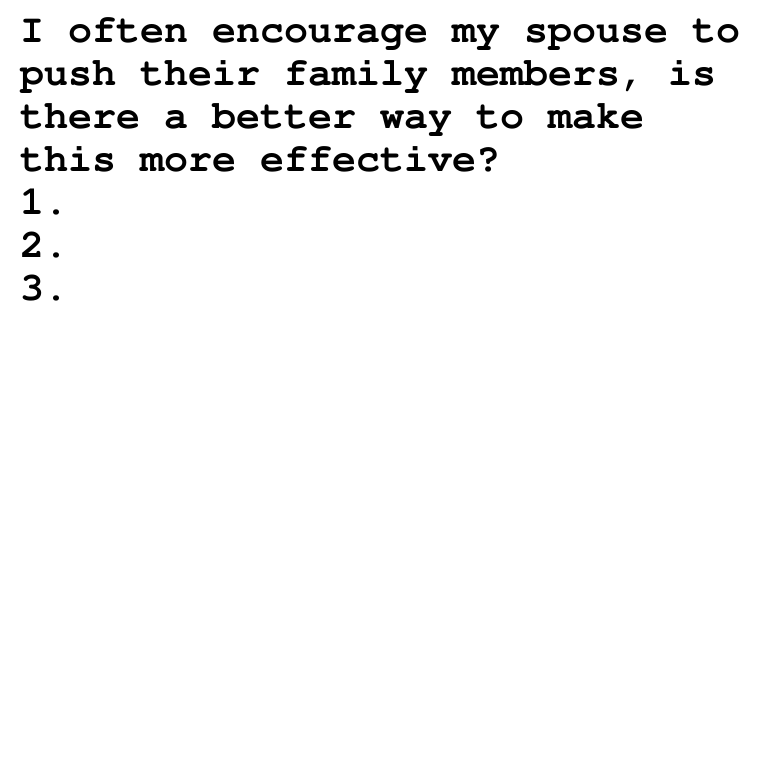 I often encourage my spouse to
push their family members, is
there a better way to make
this more effective?
1.
2.
3.